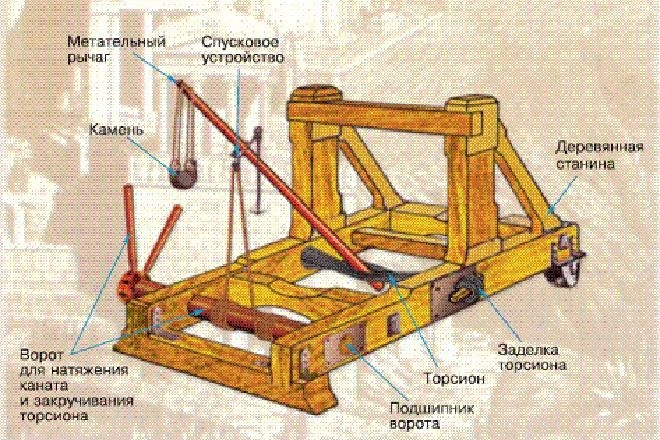 Метательный
рычаг
Спусковое
устройство
Камень
Деревянная
станина
Ворот
для натяжения
каната
и закручивания
торсиона
Торсион
Заделка
торсиона
Подшипник
ворота